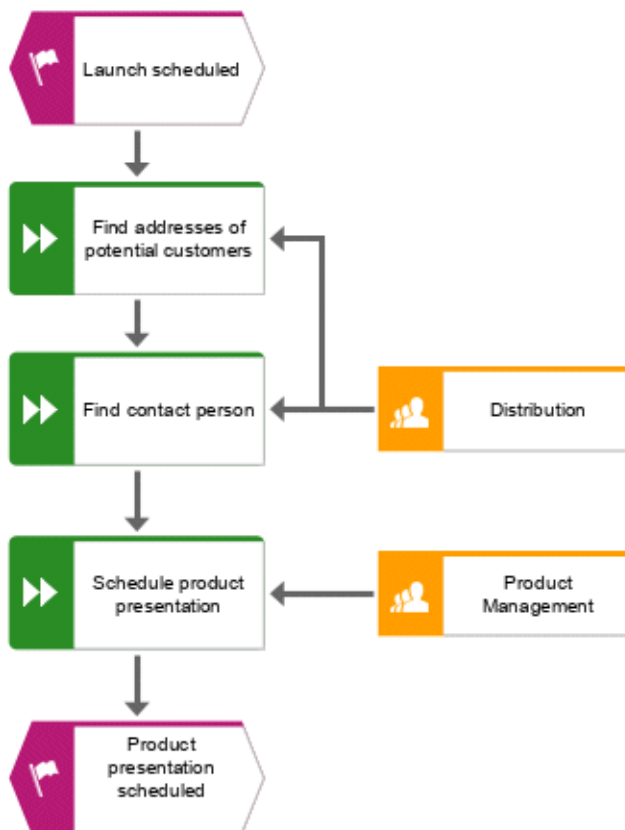 Launch scheduled
Find addresses of
potential customers
Find contact person
Distribution
Schedule product
presentation
Product
Management
Product
presentation
scheduled